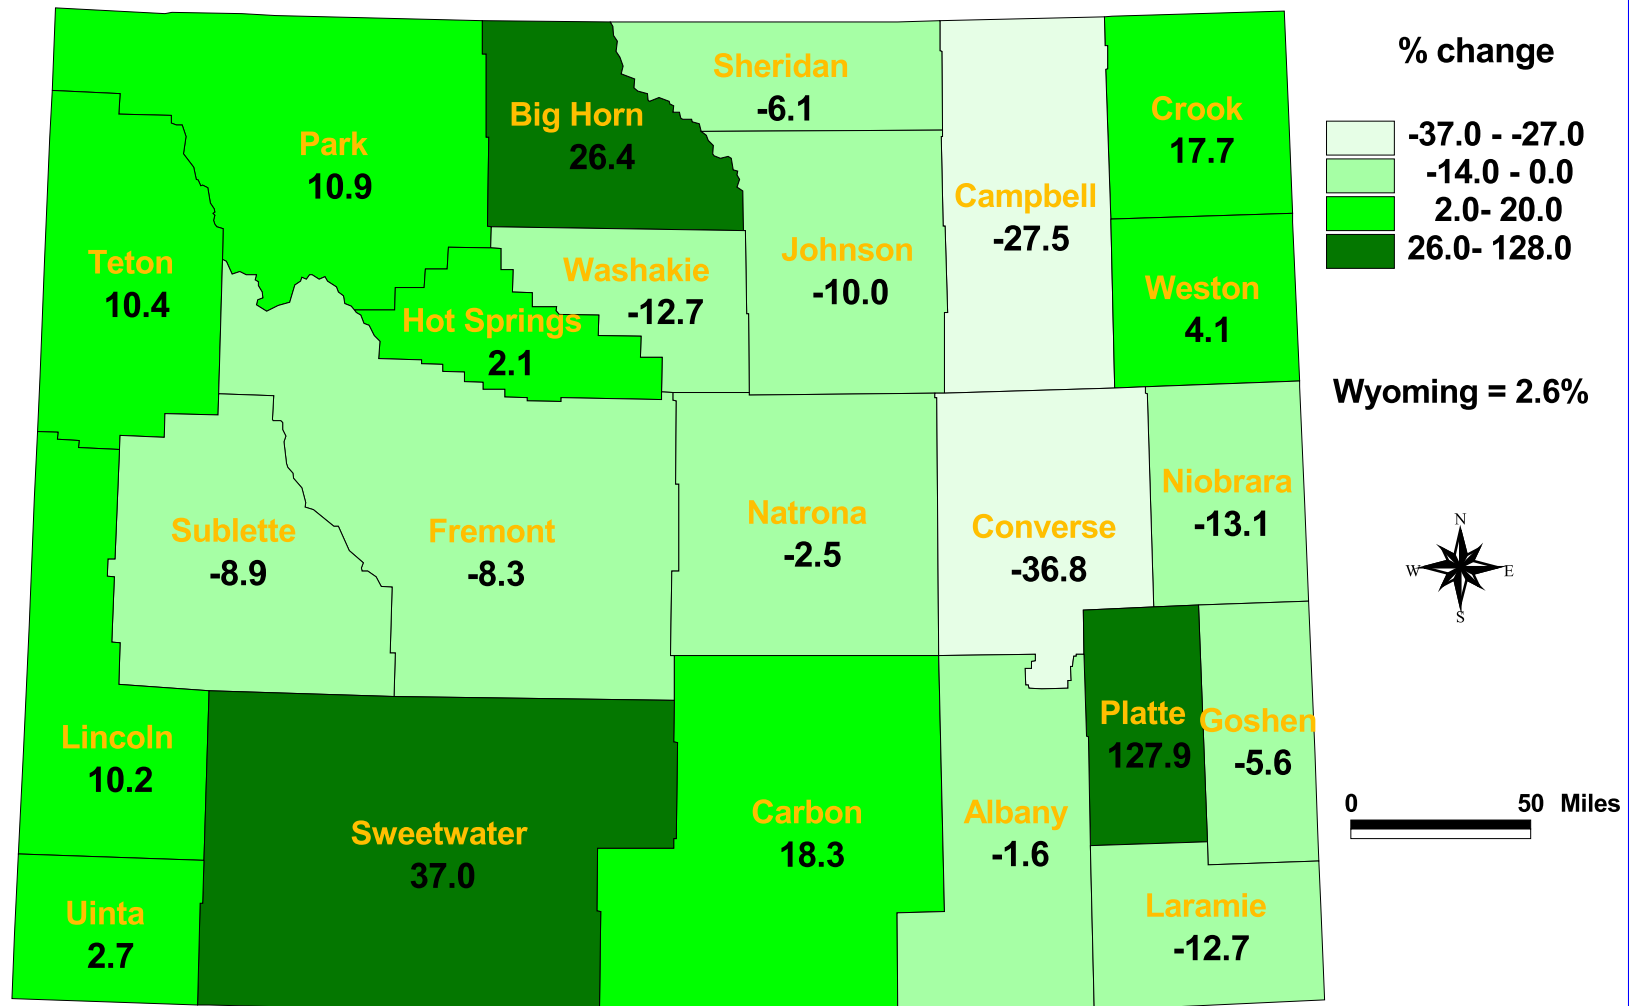 % change
-37.0 - -27.0
-14.0 - 0.0
2.0- 20.0
26.0- 128.0
Wyoming = 2.6%
N
W E
S
0 50 Miles
Sheridan
-6.1
Big Horn
26.4
Park
10.9
Crook
17.7
Campbell
-27.5
Teton
10.4
Washakie
-12.7
Johnson
-10.0
Weston
4.1
Hot Springs
2.1
Sublette
-8.9
Fremont
-8.3
Natrona
-2.5
Converse
-36.8
Niobrara
-13.1
Lincoln
10.2
Sweetwater
37.0
Carbon
18.3
Albany
-1.6
Platte
127.9
Goshen
-5.6
Uinta
2.7
Laramie
-12.7